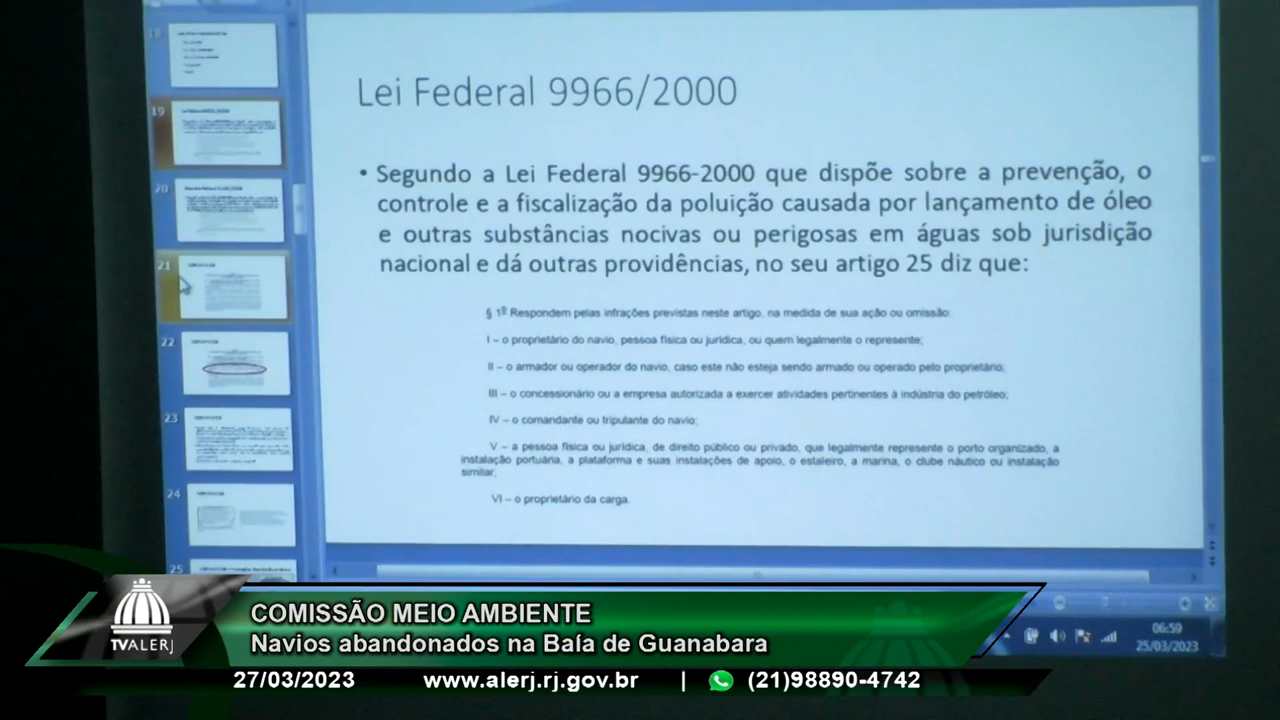 Lei Federal 9966/2000
• Segundo a Lei Federal 9966-2000 que dispõe sobre a prevenção, o
controle e a fiscalização da poluição causada por lançamento de óleo
e outras substâncias nocivas ou perigosas em águas sob jurisdição
nacional e dá outras providências, no seu artigo 25 diz que:
§ 1º Respondem pelas infrações previstas neste artigo, na medida de sua ação ou omissão:
I – o proprietário do navio, pessoa física ou jurídica, ou quem legalmente o represente;
II – o armador ou operador do navio, caso este não esteja sendo armado ou operado pelo proprietário;
III – o concessionário ou a empresa autorizada a exercer atividades pertinentes à indústria do petróleo;
IV – o comandante ou tripulante do navio;
V – a pessoa física ou jurídica, de direito público ou privado, que legalmente represente o porto organizado, a
instalação portuária, a plataforma e suas instalações de apoio, o estaleiro, a marina, o clube náutico ou instalação
similar;
VI – o proprietário da carga.
18
19
20
21
22
23
24
25
06:59
25/03/2023
TVALERJ
COMISSÃO MEIO AMBIENTE
Navios abandonados na Baía de Guanabara
27/03/2023 www.alerj.rj.gov.br | (21)98890-4742